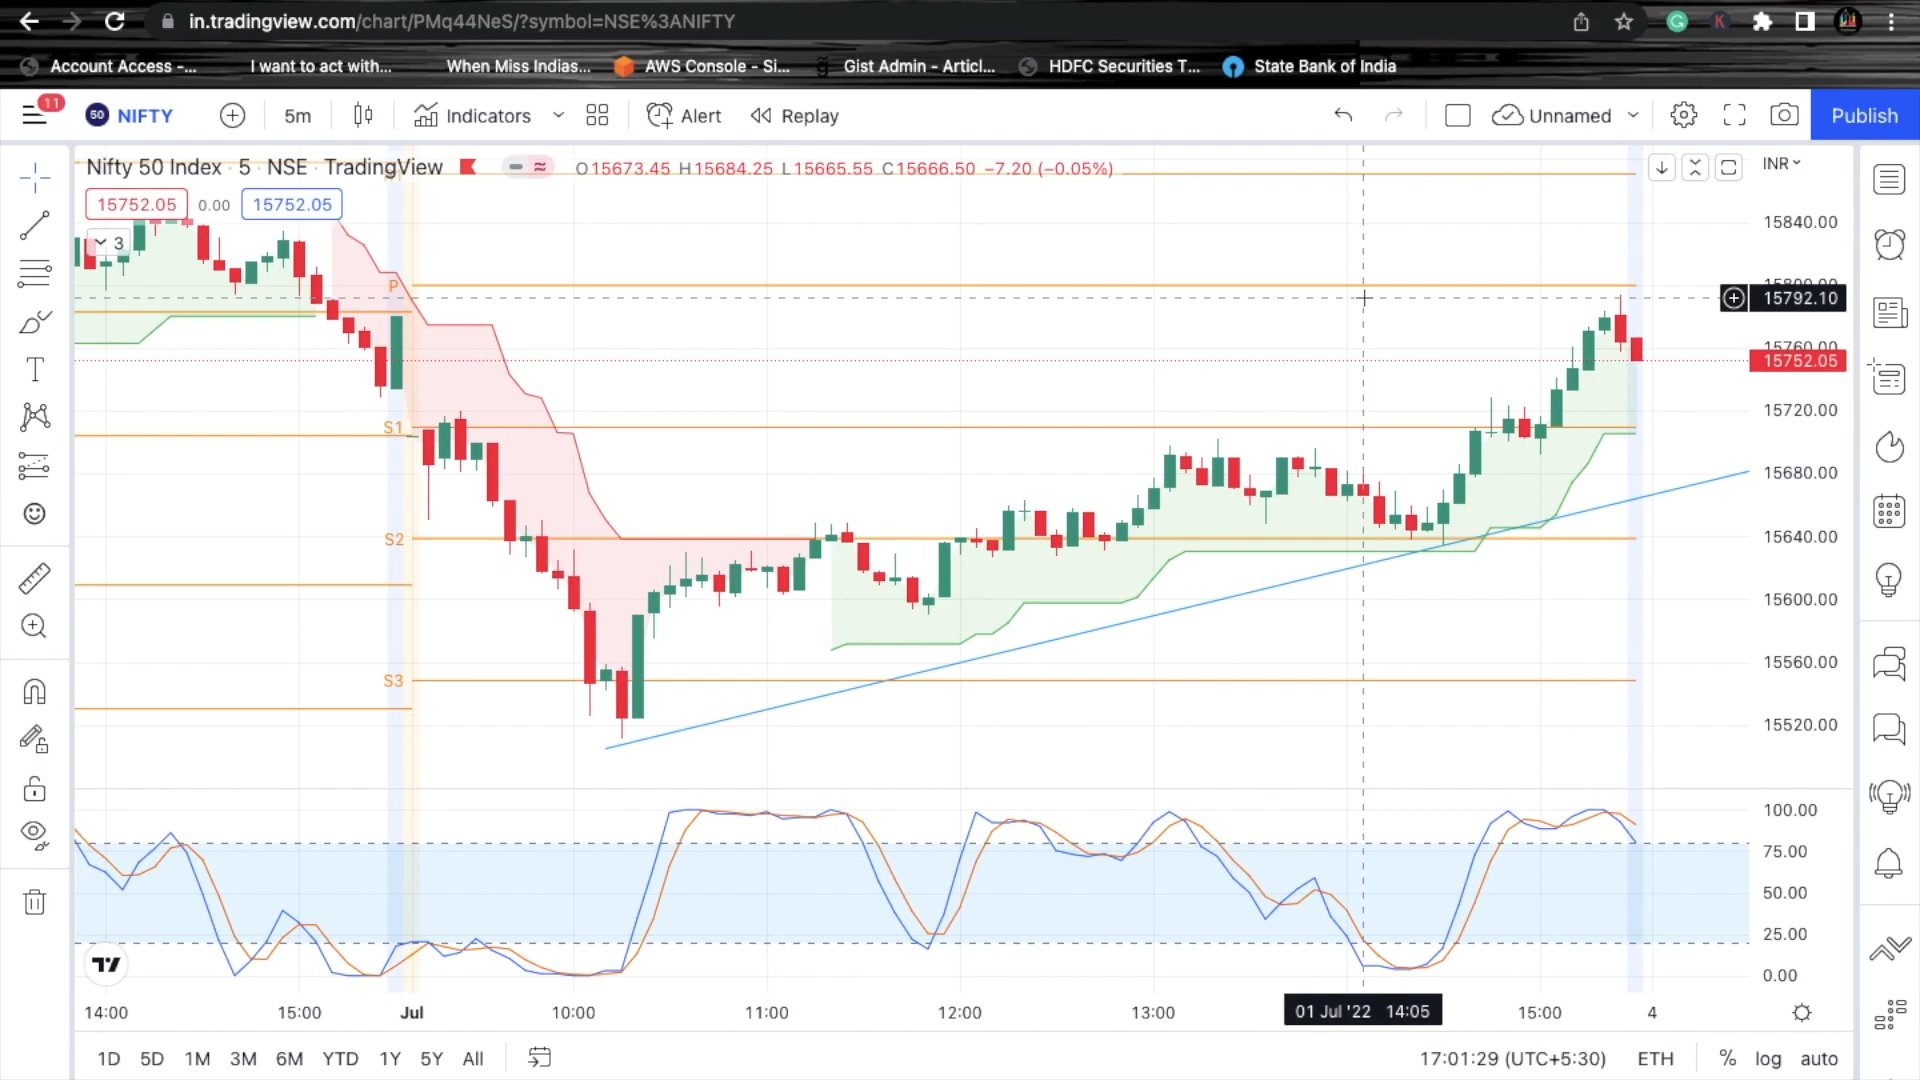 in.tradingview.com/chart/PMq44NeS/?symbol=NSE%3ANIFTY
K
Account Access -...
I want to act with...
When Miss Indias...
AWS Console - Si...
Gist Admin - Articl...
HDFC Securities T...
State Bank of India
11
50 NIFTY
5m
Indicators
Alert
Replay
Unnamed
Publish
Nifty 50 Index · 5 · NSE · TradingView
O15673.45 H15684.25 L15665.55 C15666.50 −7.20 (−0.05%)
INR
15752.05 0.00 15752.05
3
P
S1
S2
S3
15840.00
15800.00
15792.10
15760.00
15752.05
15720.00
15680.00
15640.00
15600.00
15560.00
15520.00
100.00
75.00
50.00
25.00
0.00
14:00
15:00
Jul
10:00
11:00
12:00
13:00
01 Jul '22 14:05
15:00
4
1D 5D 1M 3M 6M YTD 1Y 5Y All
17:01:29 (UTC+5:30)
ETH
% log auto